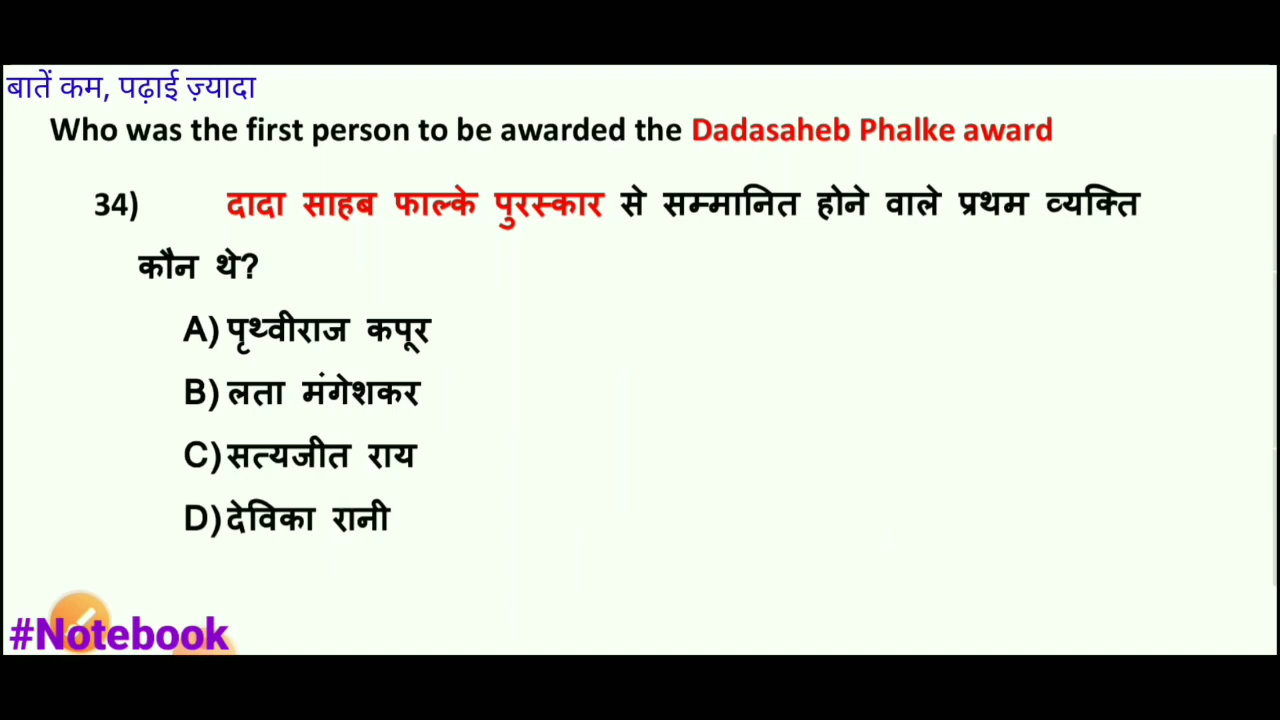 बातें कम, पढ़ाई ज़्यादा
Who was the first person to be awarded the Dadasaheb Phalke award
34) दादा साहब फाल्के पुरस्कार से सम्मानित होने वाले प्रथम व्यक्ति
कौन थे?
A) पृथ्वीराज कपूर
B) लता मंगेशकर
C) सत्यजीत राय
D) देविका रानी
#Notebook